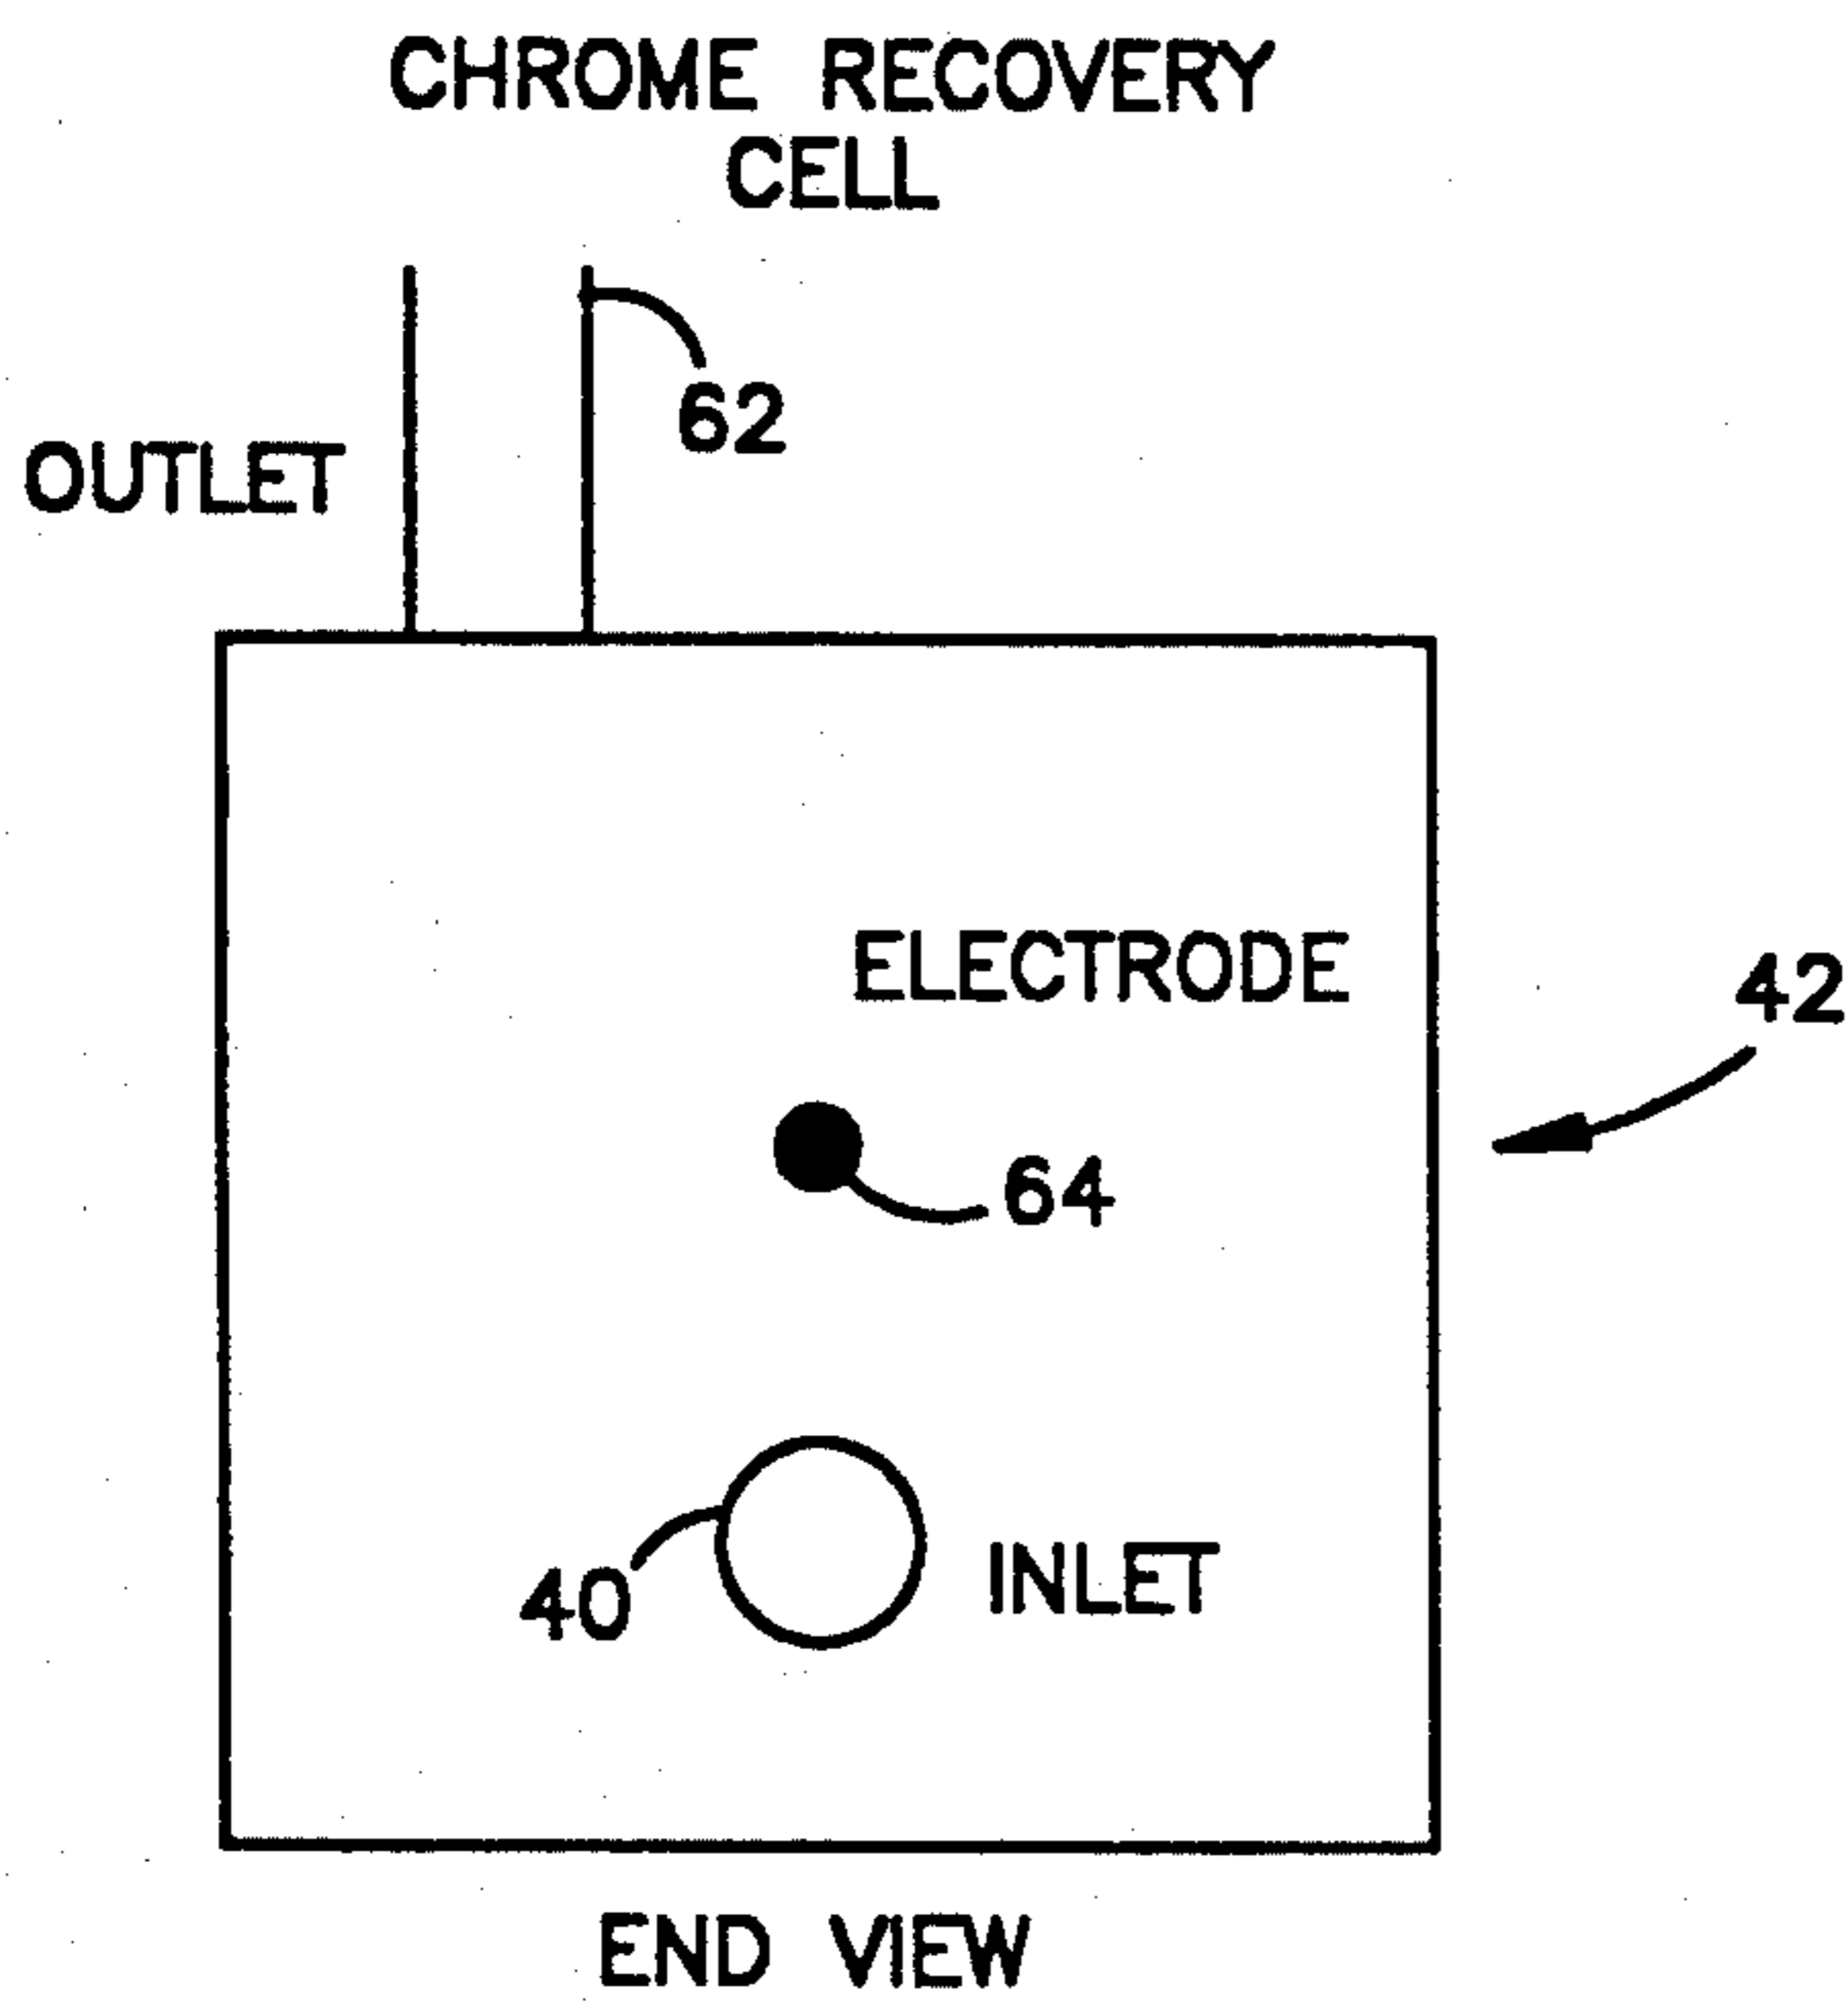 CHROME RECOVERY
CELL
62
OUTLET
ELECTRODE
42
64
40
INLET
END VIEW